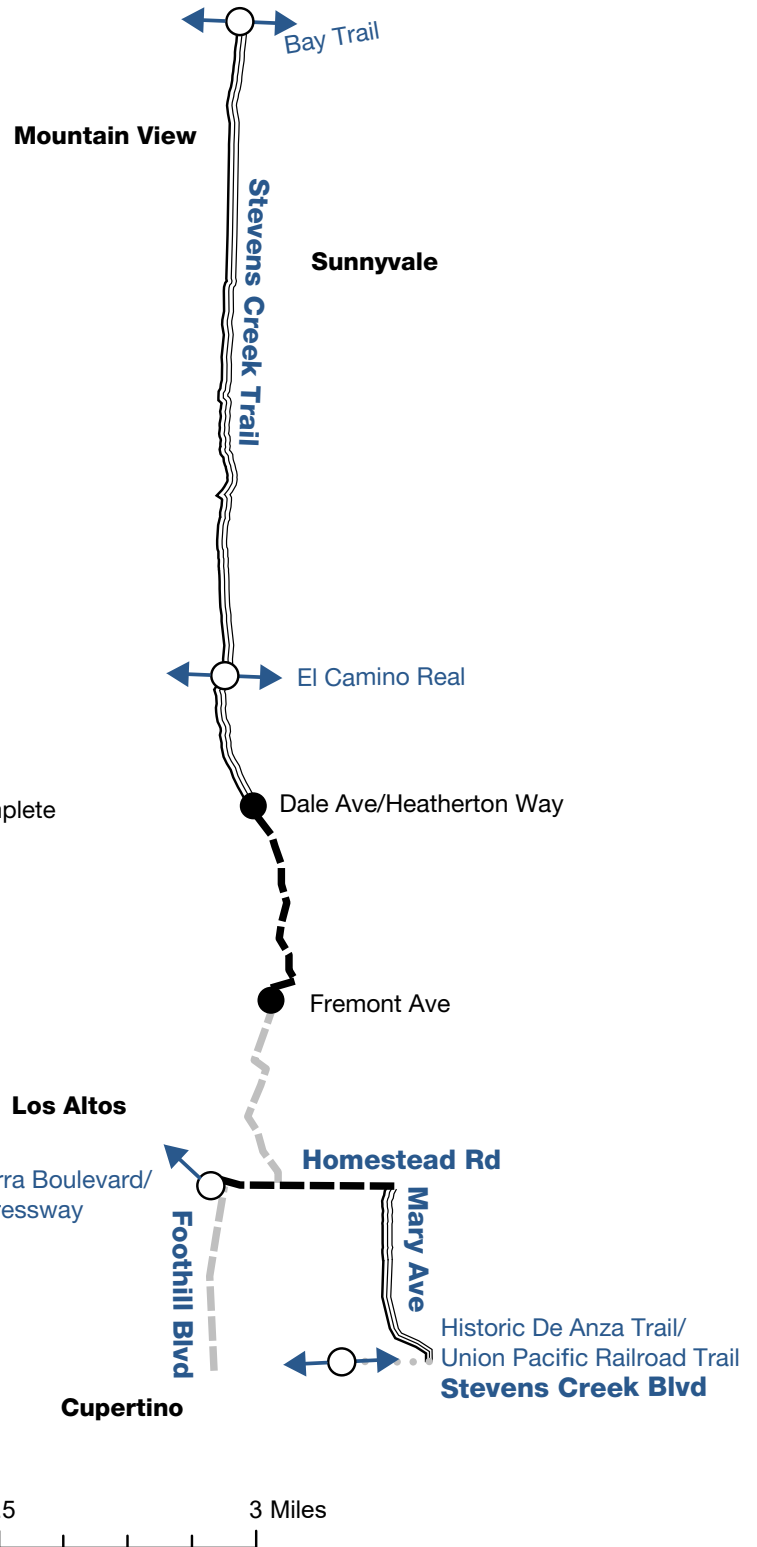 Bay Trail
Mountain View
Stevens Creek Trail
Sunnyvale
El Camino Real
Dale Ave/Heatherton Way
Fremont Ave
Los Altos
Homestead Rd
Boulevard/
Mary Ave
Foothill Blvd
Historic De Anza Trail/
Union Pacific Railroad Trail
Stevens Creek Blvd
Cupertino
3 Miles